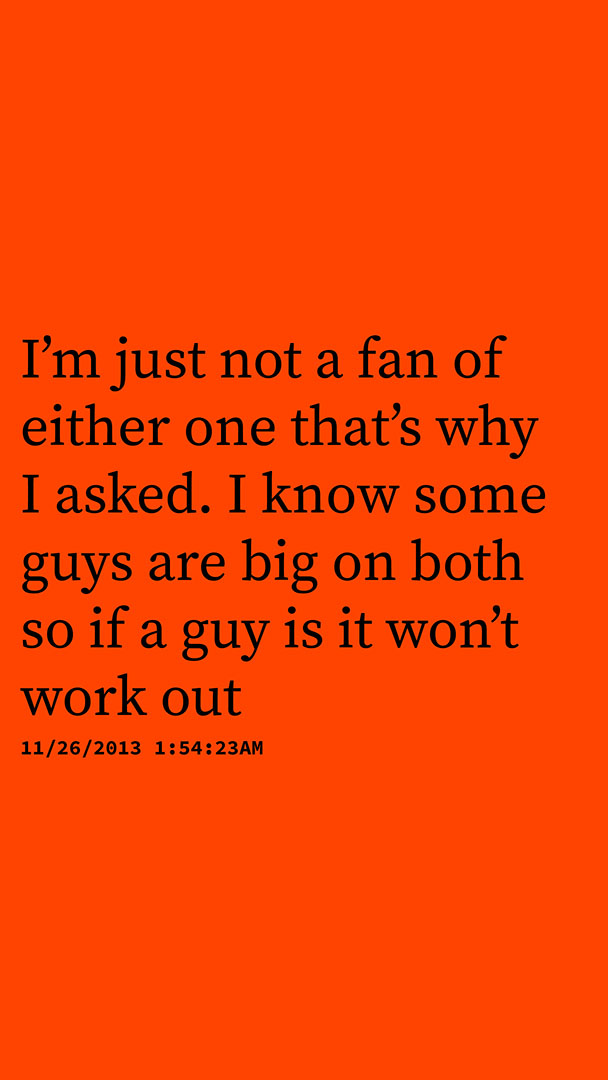 I’m just not a fan of
either one that’s why
I asked. I know some
guys are big on both
so if a guy is it won’t
work out
11/26/2013 1:54:23AM